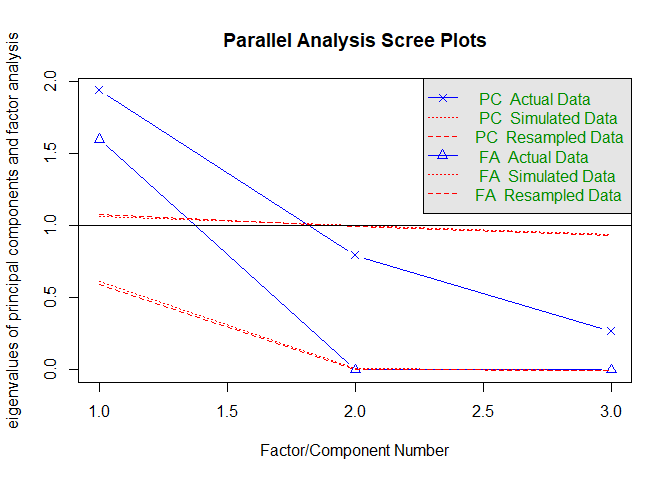 Parallel Analysis Scree Plots
eigenvalues of principal components and factor analysis
2.0
1.5
1.0
0.5
0.0
PC  Actual Data
PC  Simulated Data
PC  Resampled Data
FA  Actual Data
FA  Simulated Data
FA  Resampled Data
1.0 1.5 2.0 2.5 3.0
Factor/Component Number